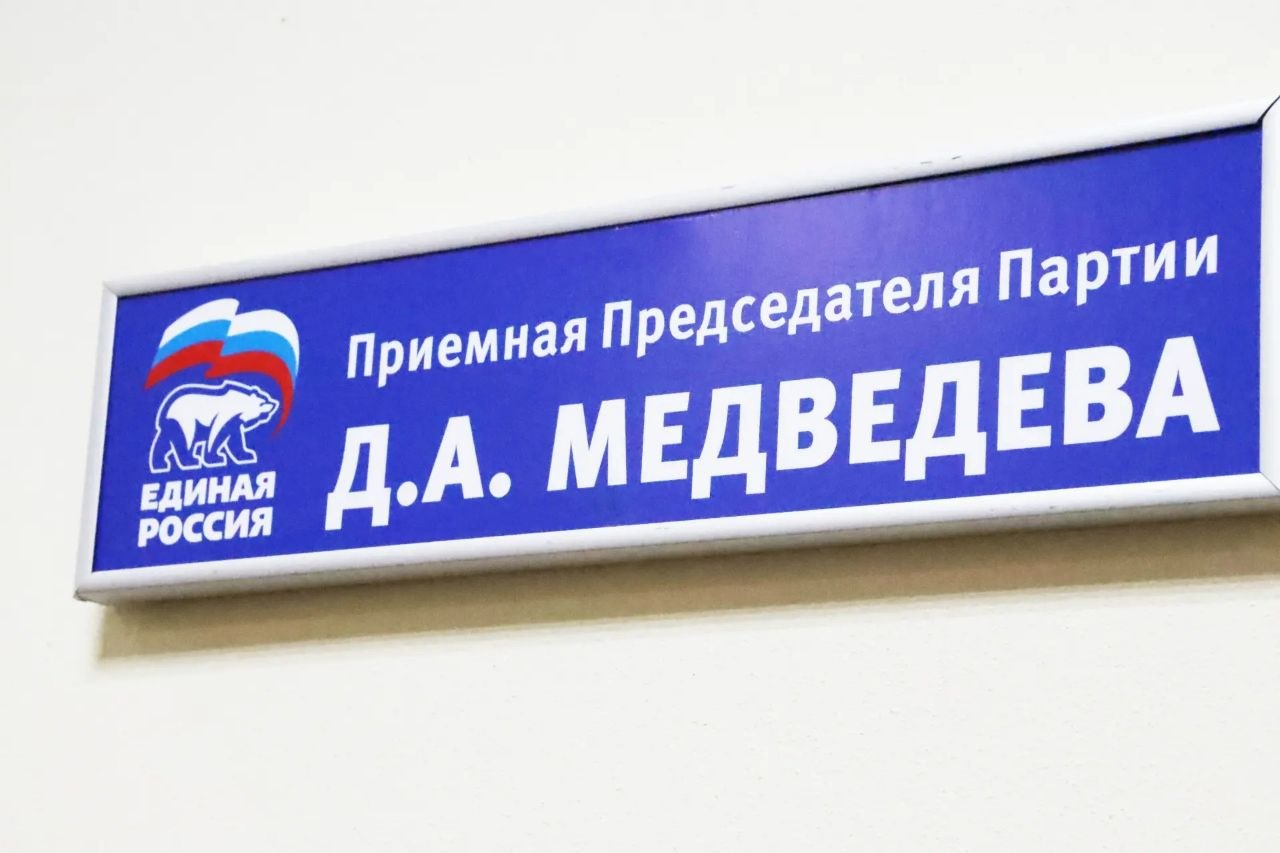 Приемная Председателя Партии
Д.А. МЕДВЕДЕВА
ЕДИНАЯ
РОССИЯ